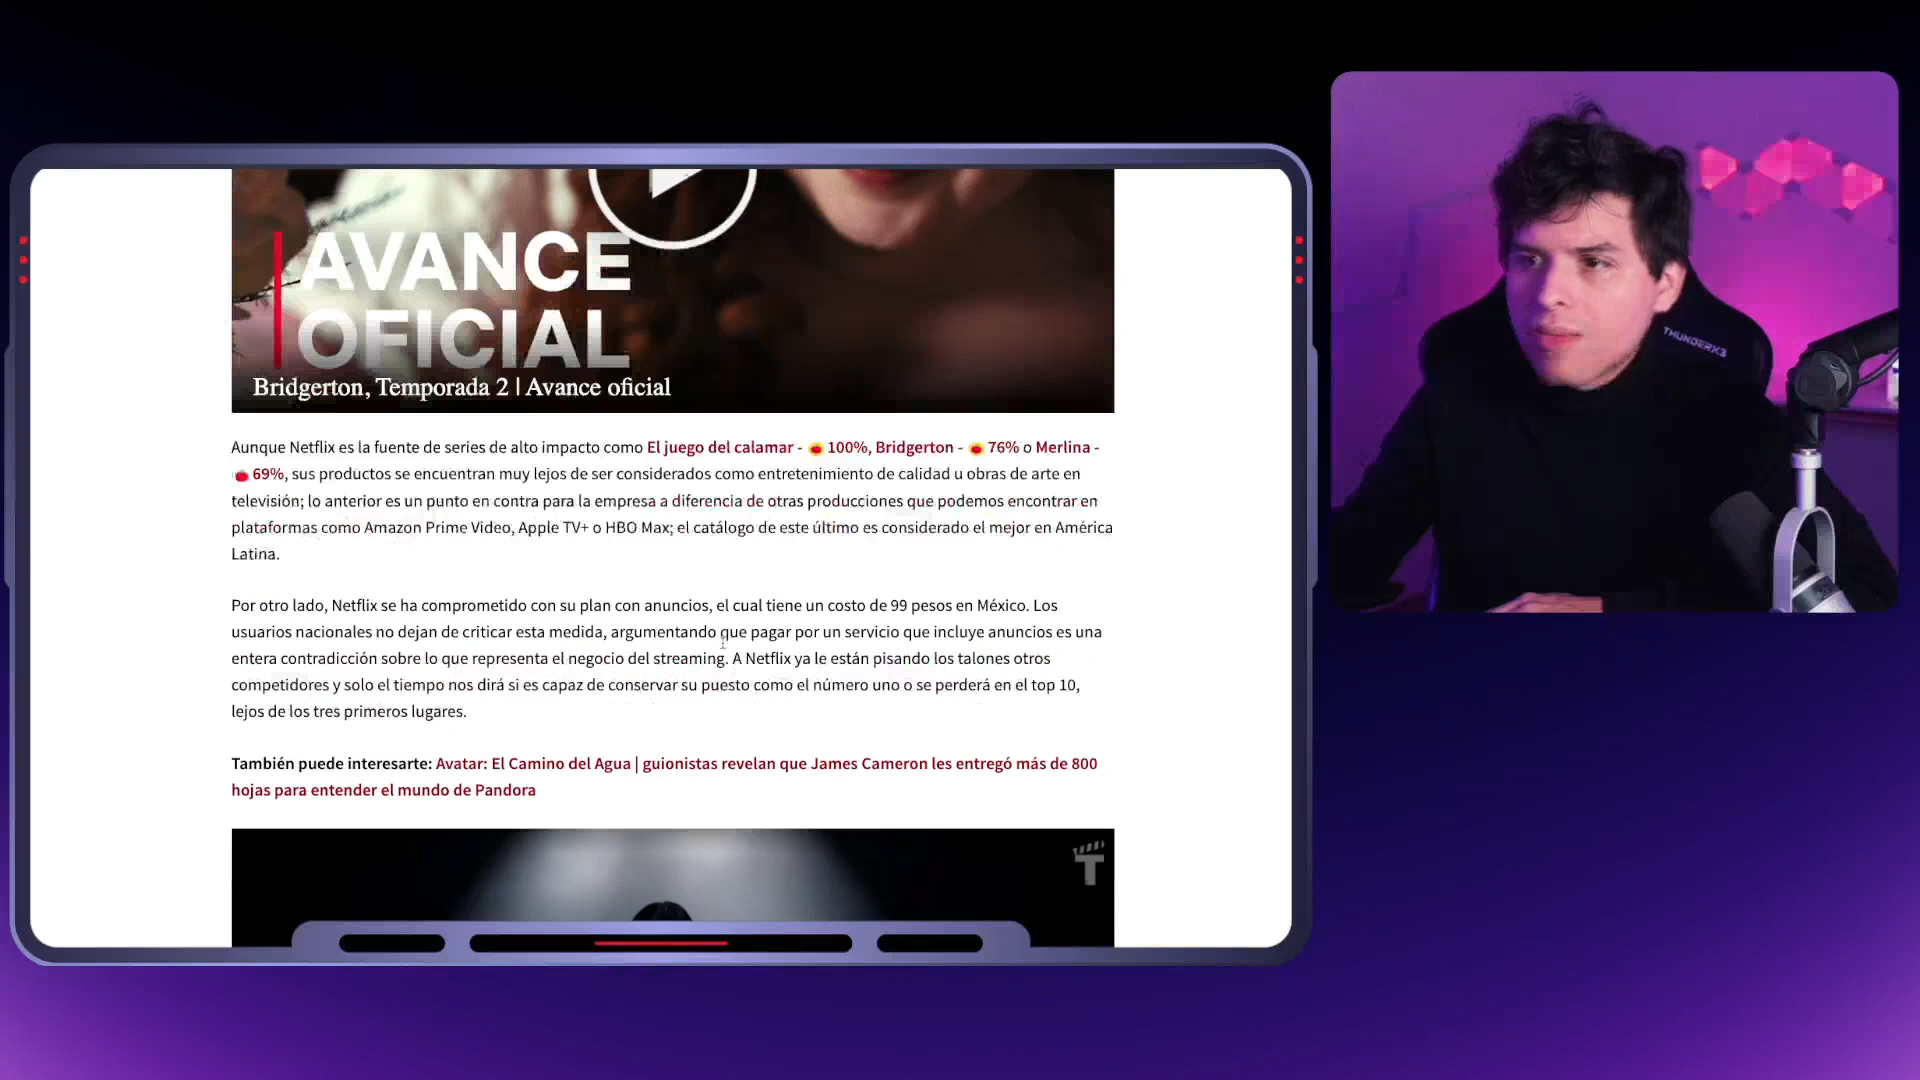 AVANCE
OFICIAL
Bridgerton, Temporada 2 | Avance oficial
Aunque Netflix es la fuente de series de alto impacto como El juego del calamar - 100%, Bridgerton - 76% o Merlina -
69%, sus productos se encuentran muy lejos de ser considerados como entretenimiento de calidad u obras de arte en
televisión; lo anterior es un punto en contra para la empresa a diferencia de otras producciones que podemos encontrar en
plataformas como Amazon Prime Video, Apple TV+ o HBO Max; el catálogo de este último es considerado el mejor en América
Latina.
Por otro lado, Netflix se ha comprometido con su plan con anuncios, el cual tiene un costo de 99 pesos en México. Los
usuarios nacionales no dejan de criticar esta medida, argumentando que pagar por un servicio que incluye anuncios es una
entera contradicción sobre lo que representa el negocio del streaming. A Netflix ya le están pisando los talones otros
competidores y solo el tiempo nos dirá si es capaz de conservar su puesto como el número uno o se perderá en el top 10,
lejos de los tres primeros lugares.
También puede interesarte: Avatar: El Camino del Agua | guionistas revelan que James Cameron les entregó más de 800
hojas para entender el mundo de Pandora
T
THUNDERX3